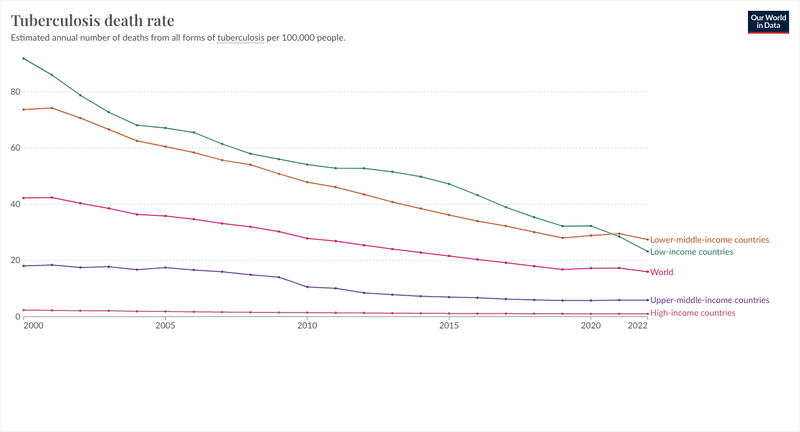 Tuberculosis death rate
Our World
in Data
Estimated annual number of deaths from all forms of tuberculosis per 100,000 people.
80
60
40
20
0
Lower-middle-income countries
Low-income countries
World
Upper-middle-income countries
High-income countries
2000 2005 2010 2015 2020 2022